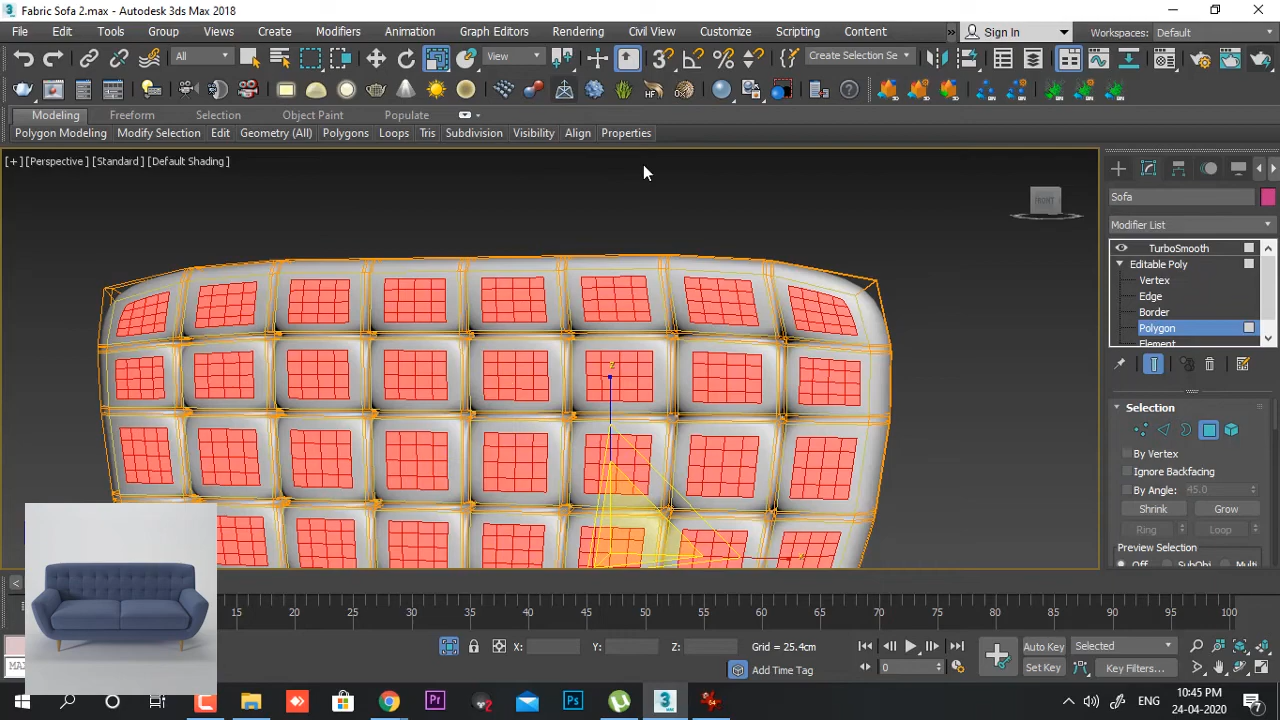 Fabric Sofa 2.max - Autodesk 3ds Max 2018
File Edit Tools Group Views Create Modifiers Animation Graph Editors Rendering Civil View Customize Scripting Content » Sign In Workspaces: Default
All View Create Selection Se
Modeling Freeform Selection Object Paint Populate
Polygon Modeling Modify Selection Edit Geometry (All) Polygons Loops Tris Subdivision Visibility Align Properties
[+] [Perspective] [Standard] [Default Shading]
FRONT
Sofa
Modifier List
TurboSmooth
Editable Poly
Vertex
Edge
Border
Polygon
Element
Selection
By Vertex
Ignore Backfacing
By Angle: 45.0
Shrink Grow
Ring Loop
Preview Selection
Off SubObj Multi
z
<
15 20 25 30 35 40 45 50 55 60 65 70 75 80 85 90 95 100
X: Y: Z: Grid = 25.4cm Auto Key Selected
MAX Add Time Tag 0 Set Key Key Filters...
ENG
10:45 PM
24-04-2020